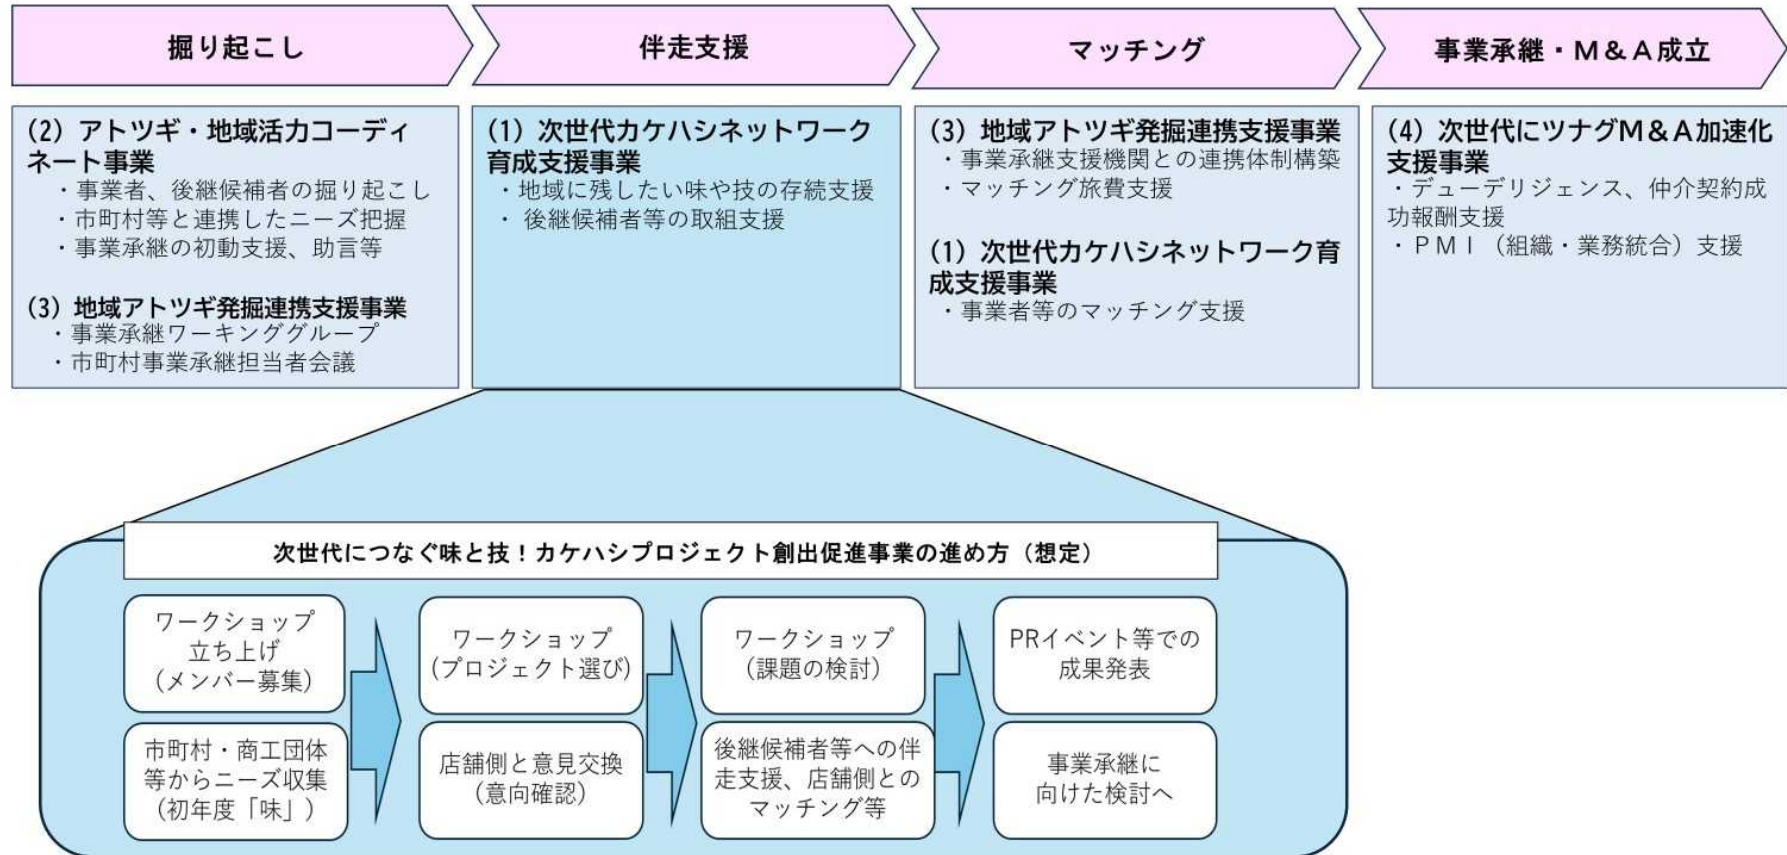 掘り起こし
伴走支援
マッチング
事業承継・M&A成立
(2) アトツギ・地域活力コーディ
ネート事業
・事業者、後継候補者の掘り起こし
・市町村等と連携したニーズ把握
・事業承継の初動支援、助言等
(3) 地域アトツギ発掘連携支援事業
・事業承継ワーキンググループ
・市町村事業承継担当者会議
(1) 次世代カケハシネットワーク
育成支援事業
・地域に残したい味や技の存続支援
・ 後継候補者等の取組支援
(3) 地域アトツギ発掘連携支援事業
・事業承継支援機関との連携体制構築
・マッチング旅費支援
(1) 次世代カケハシネットワーク育
成支援事業
・事業者等のマッチング支援
(4) 次世代にツナグM&A加速化
支援事業
・デューデリジェンス、仲介契約成
功報酬支援
・PMI（組織・業務統合）支援
次世代につなぐ味と技！カケハシプロジェクト創出促進事業の進め方（想定）
ワークショップ
立ち上げ
（メンバー募集）
市町村・商工団体
等からニーズ収集
（初年度「味」）
ワークショップ
（プロジェクト選び）
店舗側と意見交換
（意向確認）
ワークショップ
（課題の検討）
後継候補者等への伴
走支援、店舗側との
マッチング等
PRイベント等での
成果発表
事業承継に
向けた検討へ